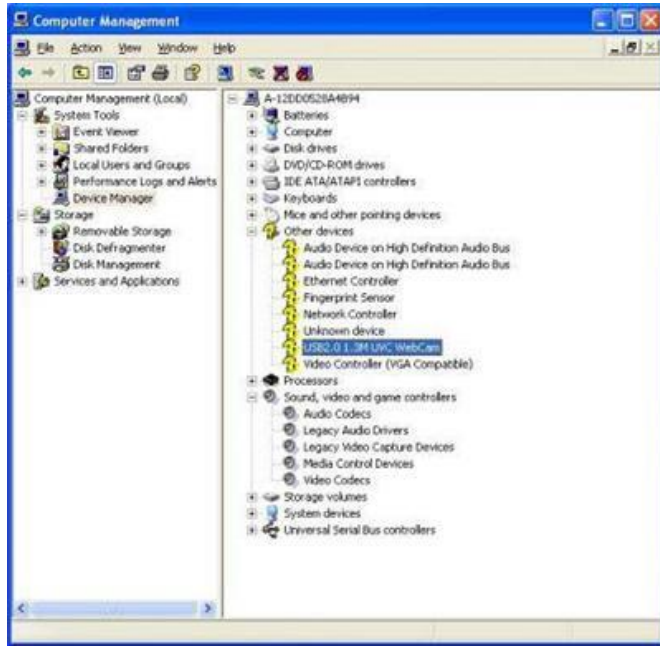 Computer Management
File Action View Window Help
Computer Management (Local)
System Tools
Event Viewer
Shared Folders
Local Users and Groups
Performance Logs and Alerts
Device Manager
Storage
Removable Storage
Disk Defragmenter
Disk Management
Services and Applications
A-12DD0528A4894
Batteries
Computer
Disk drives
DVD/CD-ROM drives
IDE ATA/ATAPI controllers
Keyboards
Mice and other pointing devices
Other devices
Audio Device on High Definition Audio Bus
Audio Device on High Definition Audio Bus
Ethernet Controller
Fingerprint Sensor
Network Controller
Unknown device
USB2.0 1.3M UVC WebCam
Video Controller (VGA Compatible)
Processors
Sound, video and game controllers
Audio Codecs
Legacy Audio Drivers
Legacy Video Capture Devices
Media Control Devices
Video Codecs
Storage volumes
System devices
Universal Serial Bus controllers